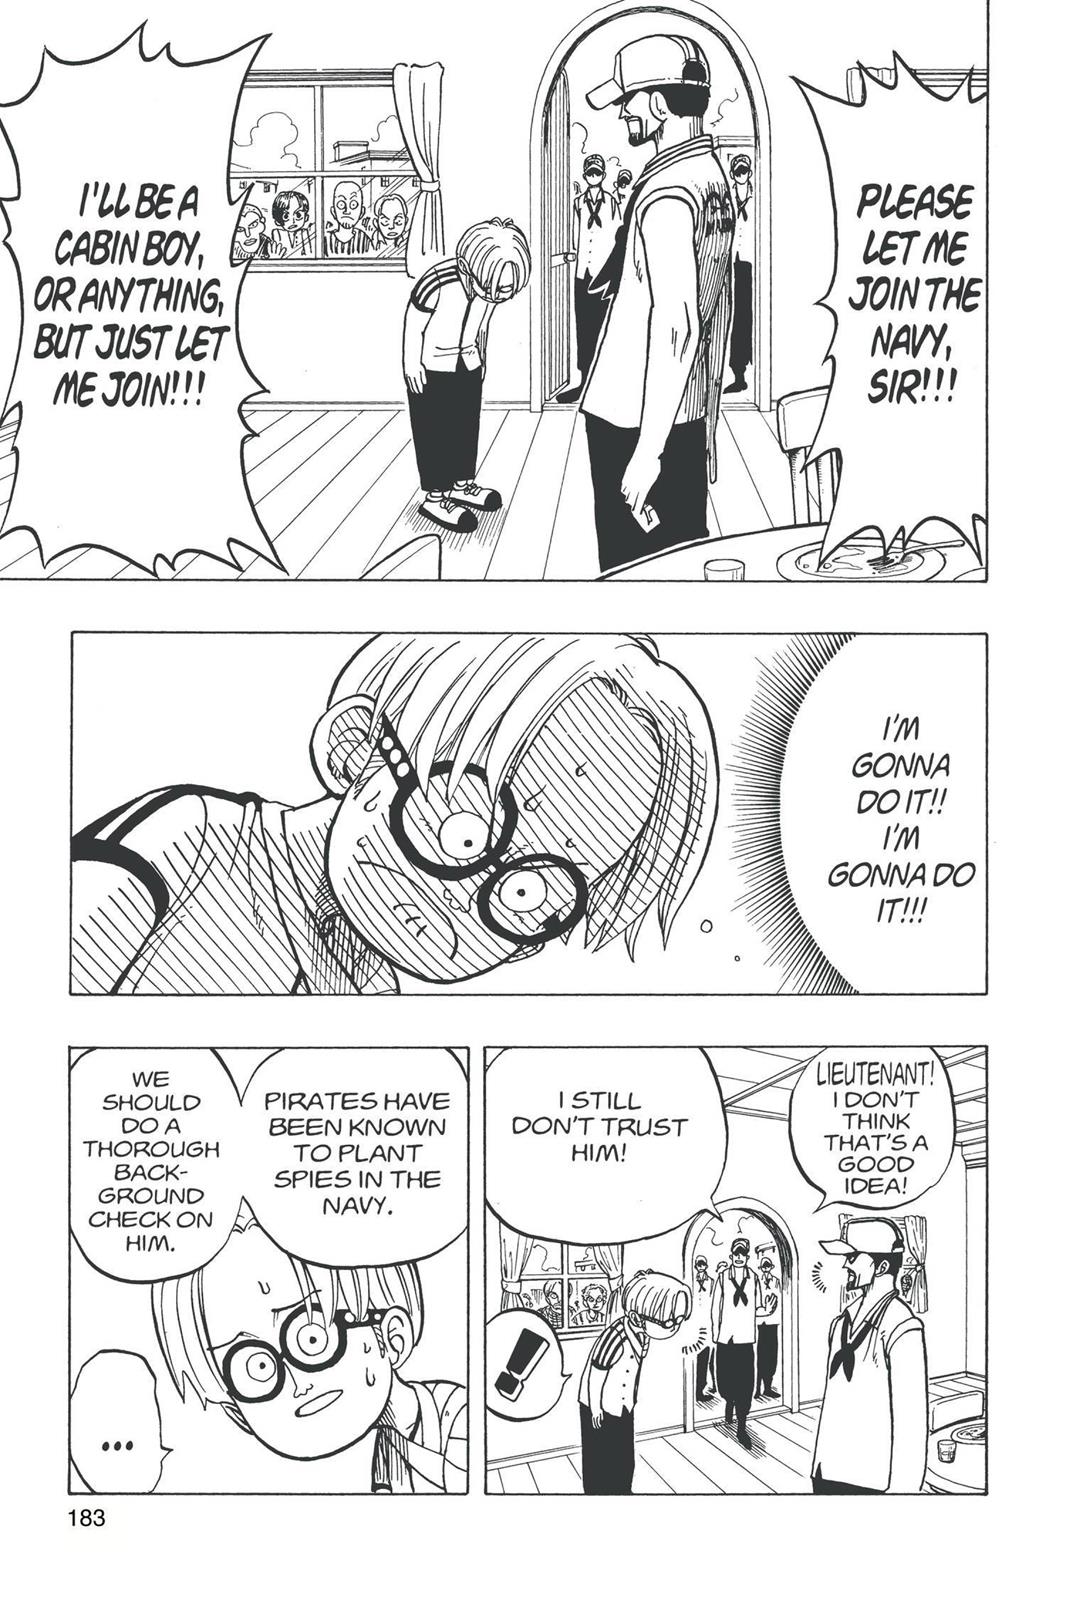 PLEASE
LET ME
JOIN THE
NAVY,
SIR!!!
I'LL BE A
CABIN BOY,
OR ANYTHING,
BUT JUST LET
ME JOIN!!!
I'M
GONNA
DO IT!!
I'M
GONNA DO
IT!!!
LIEUTENANT!
I DON'T
THINK
THAT'S A
GOOD
IDEA!
I STILL
DON'T TRUST
HIM!
!
PIRATES HAVE
BEEN KNOWN
TO PLANT
SPIES IN THE
NAVY.
WE
SHOULD
DO A
THOROUGH
BACK-
GROUND
CHECK ON
HIM.
...
183